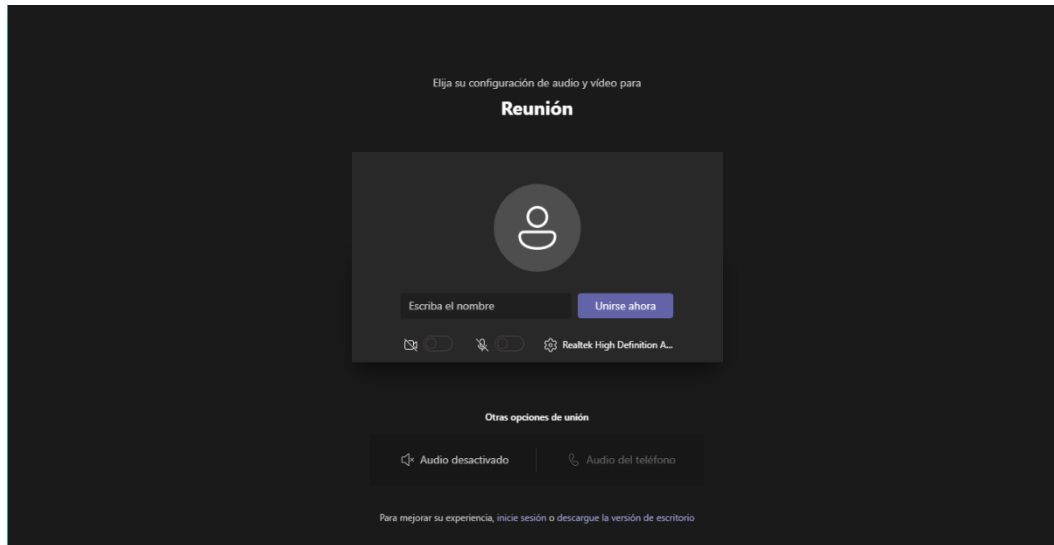 Elija su configuración de audio y vídeo para
Reunión
Escriba el nombre
Unirse ahora
Realtek High Definition A...
Otras opciones de unión
Audio desactivado
Audio del teléfono
Para mejorar su experiencia, inicie sesión o descargue la versión de escritorio